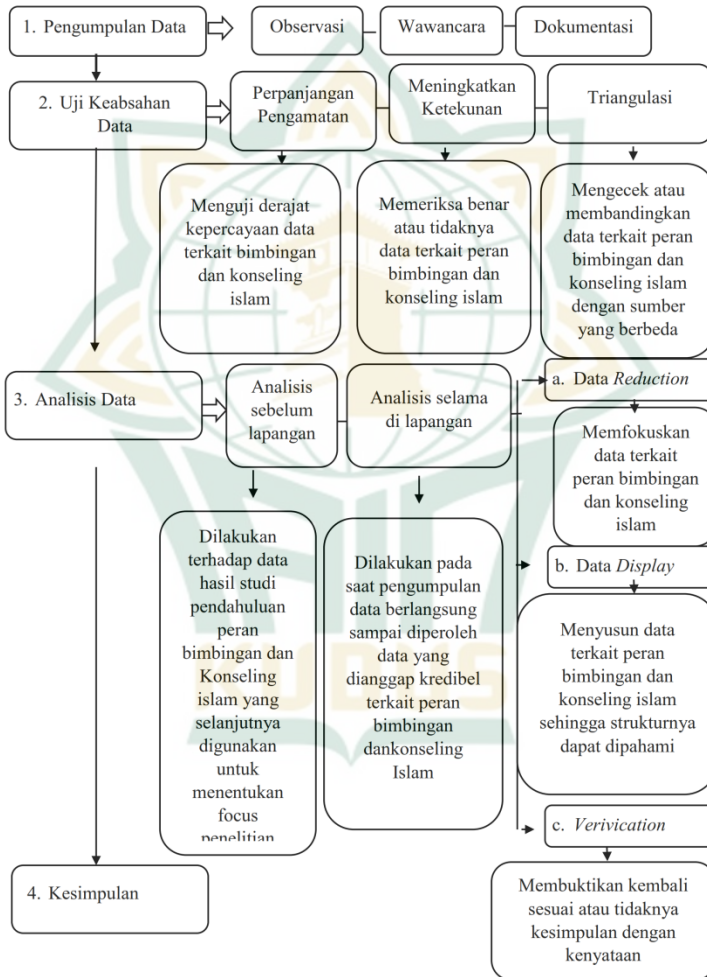 1. Pengumpulan Data
Observasi
Wawancara
Dokumentasi
2. Uji Keabsahan
Data
Perpanjangan
Pengamatan
Meningkatkan
Ketekunan
Triangulasi
Menguji derajat
kepercayaan data
terkait bimbingan
dan konseling
islam
Memeriksa benar
atau tidaknya
data terkait peran
bimbingan dan
konseling islam
Mengecek atau
membandingkan
data terkait peran
bimbingan dan
konseling islam
dengan sumber
yang berbeda
3. Analisis Data
Analisis
sebelum
lapangan
Analisis selama
di lapangan
a. Data Reduction
Memfokuskan
data terkait
peran bimbingan
dan konseling
islam
Dilakukan
terhadap data
hasil studi
pendahuluan
peran
bimbingan dan
Konseling
islam yang
selanjutnya
digunakan
untuk
menentukan
focus
penelitian
Dilakukan pada
saat pengumpulan
data berlangsung
sampai diperoleh
data yang
dianggap kredibel
terkait peran
bimbingan
dankonseling
Islam
b. Data Display
Menyusun data
terkait peran
bimbingan dan
konseling islam
sehingga strukturnya
dapat dipahami
c. Verivication
Membuktikan kembali
sesuai atau tidaknya
kesimpulan dengan
kenyataan
4. Kesimpulan
KUDUS